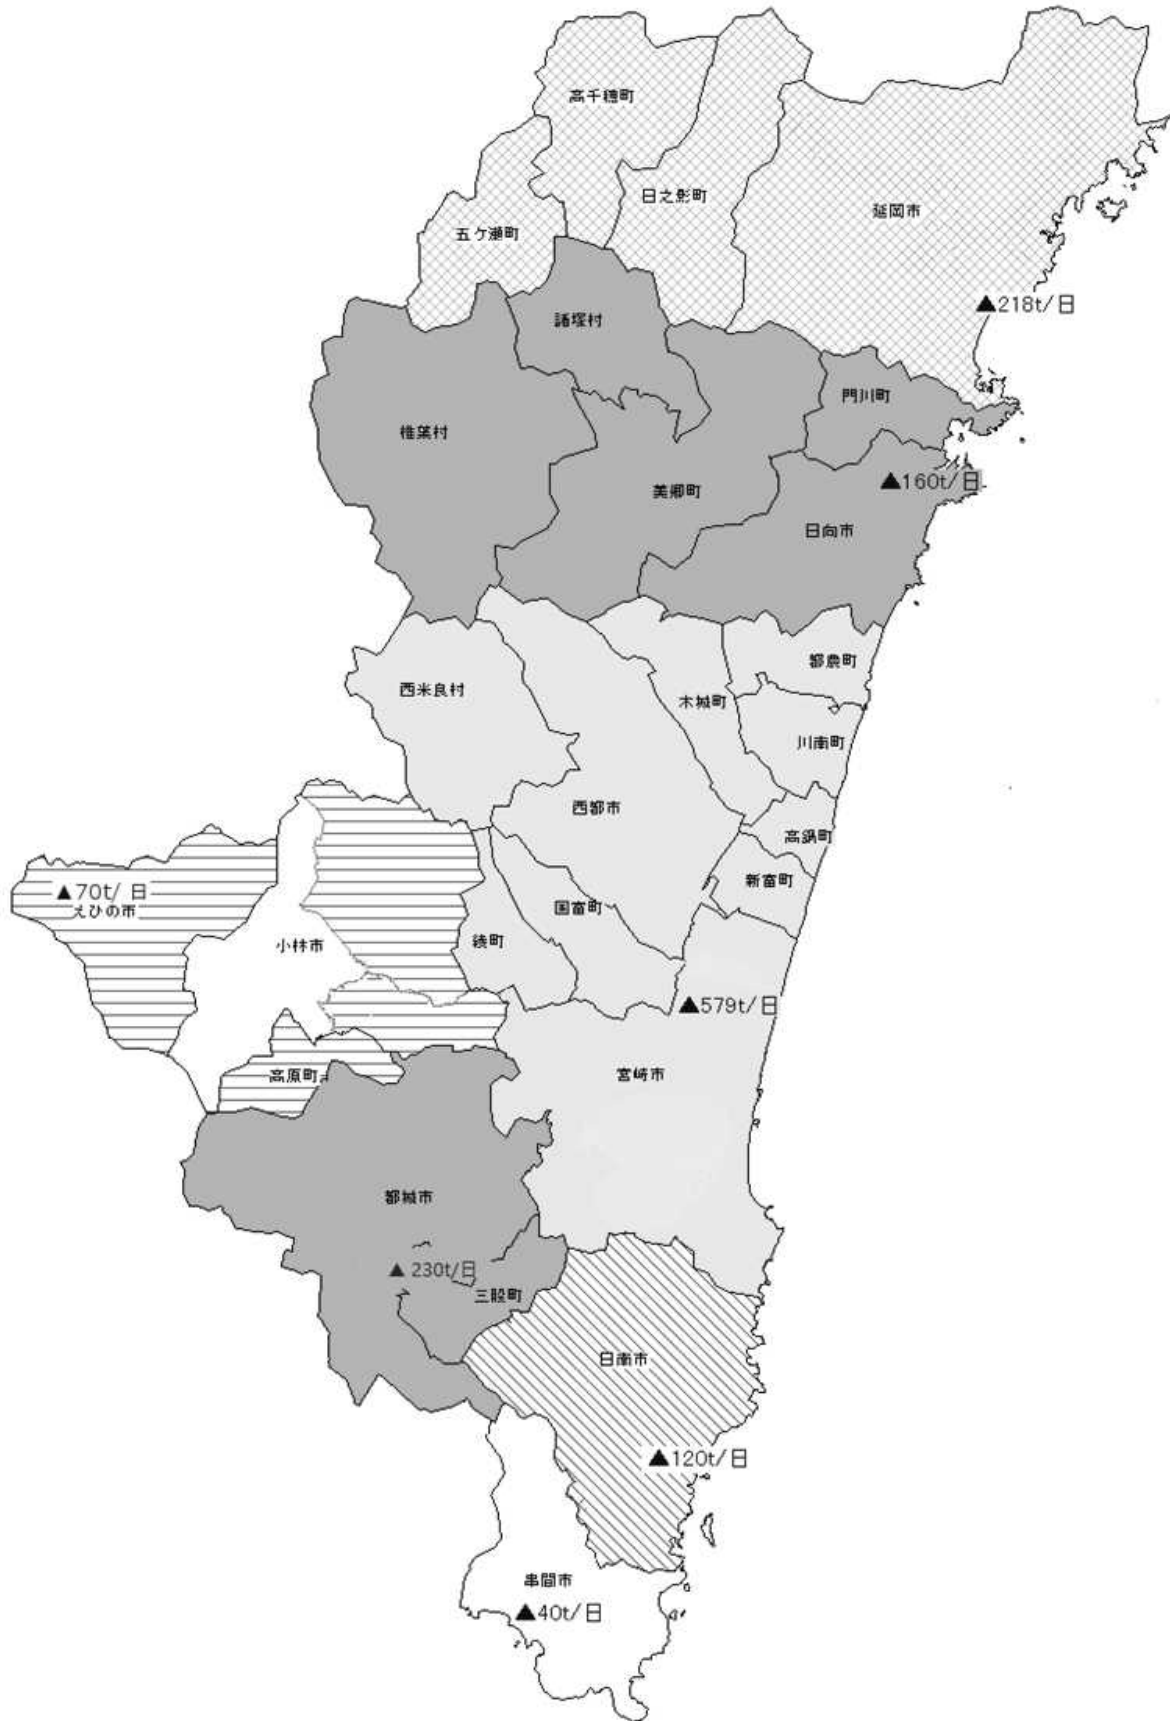 高千穂町
日之影町
延岡市
五ケ瀬町
▲218t/日
諸塚村
門川町
椎葉村
▲160t/日
美郷町
日向市
都農町
西米良村
木城町
川南町
西都市
高鍋町
新富町
▲70t/ 日
えびの市
国富町
綾町
小林市
▲579t/日
宮崎市
高原町
都城市
▲ 230t/日
三股町
日南市
▲120t/日
串間市
▲40t/日